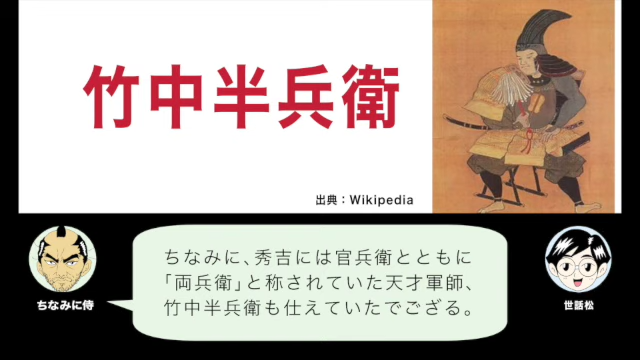 竹中半兵衛
出典：Wikipedia
ちなみに、秀吉には官兵衛とともに
「両兵衛」と称されていた天才軍師、
竹中半兵衛も仕えていたでござる。
ちなみに侍
世話松